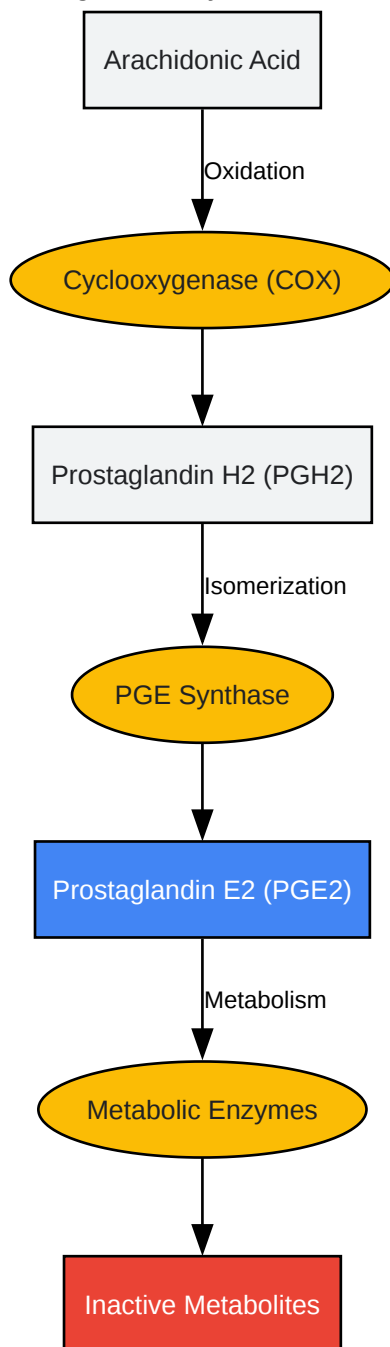 Arachidonic Acid
Oxidation
Cyclooxygenase (COX)
Prostaglandin H2 (PGH2)
Isomerization
PGE Synthase
Prostaglandin E2 (PGE2)
Metabolism
Metabolic Enzymes
Inactive Metabolites